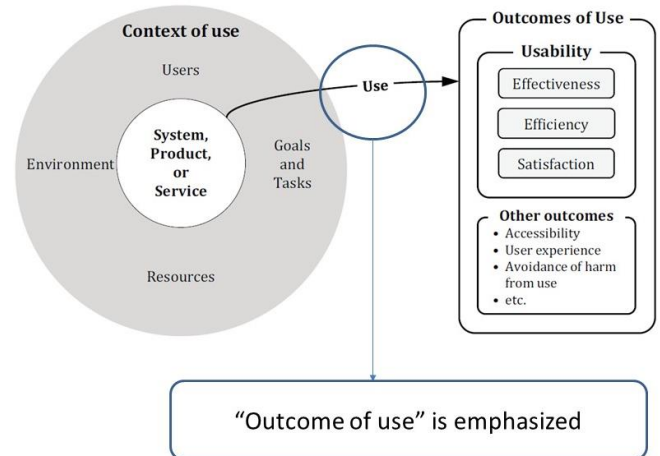 Context of use
Users
System,
Product,
or
Service
Environment
Goals
and
Tasks
Resources
Use
Outcomes of Use
Usability
Effectiveness
Efficiency
Satisfaction
Other outcomes
• Accessibility
• User experience
• Avoidance of harm
from use
• etc.
“Outcome of use” is emphasized